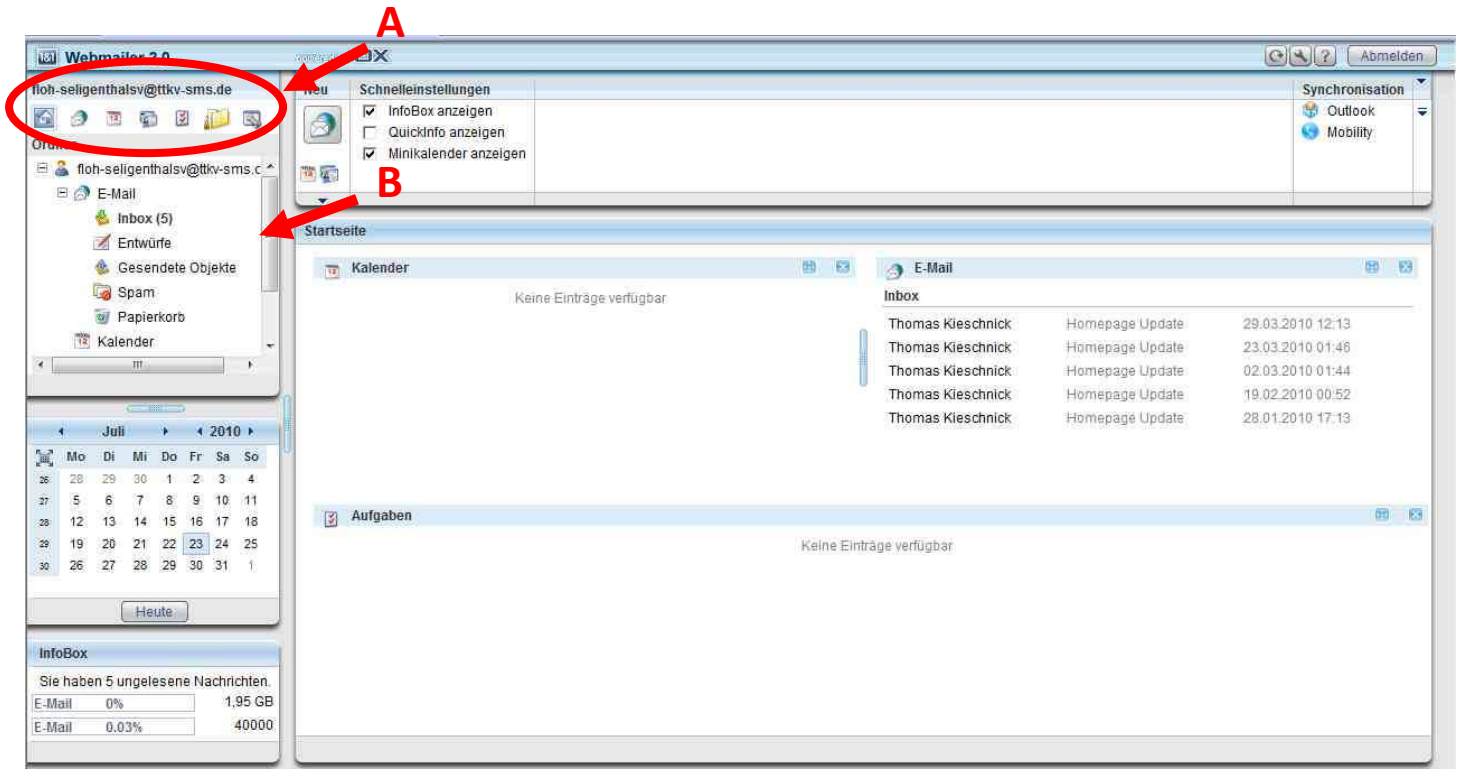 A
Webmailer 2.0
Abmelden
floh-seligenthalsv@ttkv-sms.de
Neu
Schnelleinstellungen
InfoBox anzeigen
QuickInfo anzeigen
Minikalender anzeigen
Synchronisation
Outlook
Mobility
B
Ordner
floh-seligenthalsv@ttkv-sms.c
E-Mail
Inbox (5)
Entwürfe
Gesendete Objekte
Spam
Papierkorb
Kalender
Juli 2010
Mo Di Mi Do Fr Sa So
26 28 29 30 1 2 3 4
27 5 6 7 8 9 10 11
28 12 13 14 15 16 17 18
29 19 20 21 22 23 24 25
30 26 27 28 29 30 31 1
Heute
InfoBox
Sie haben 5 ungelesene Nachrichten.
E-Mail 0% 1,95 GB
E-Mail 0.03% 40000
Startseite
Kalender
Keine Einträge verfügbar
E-Mail
Inbox
Thomas Kieschnick Homepage Update 29.03.2010 12:13
Thomas Kieschnick Homepage Update 23.03.2010 01:46
Thomas Kieschnick Homepage Update 02.03.2010 01:44
Thomas Kieschnick Homepage Update 19.02.2010 00:52
Thomas Kieschnick Homepage Update 28.01.2010 17:13
Aufgaben
Keine Einträge verfügbar